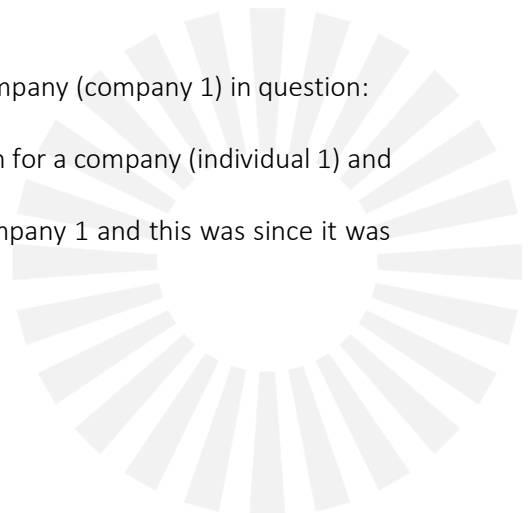 mpany (company 1) in question:
n for a company (individual 1) and
mpany 1 and this was since it was